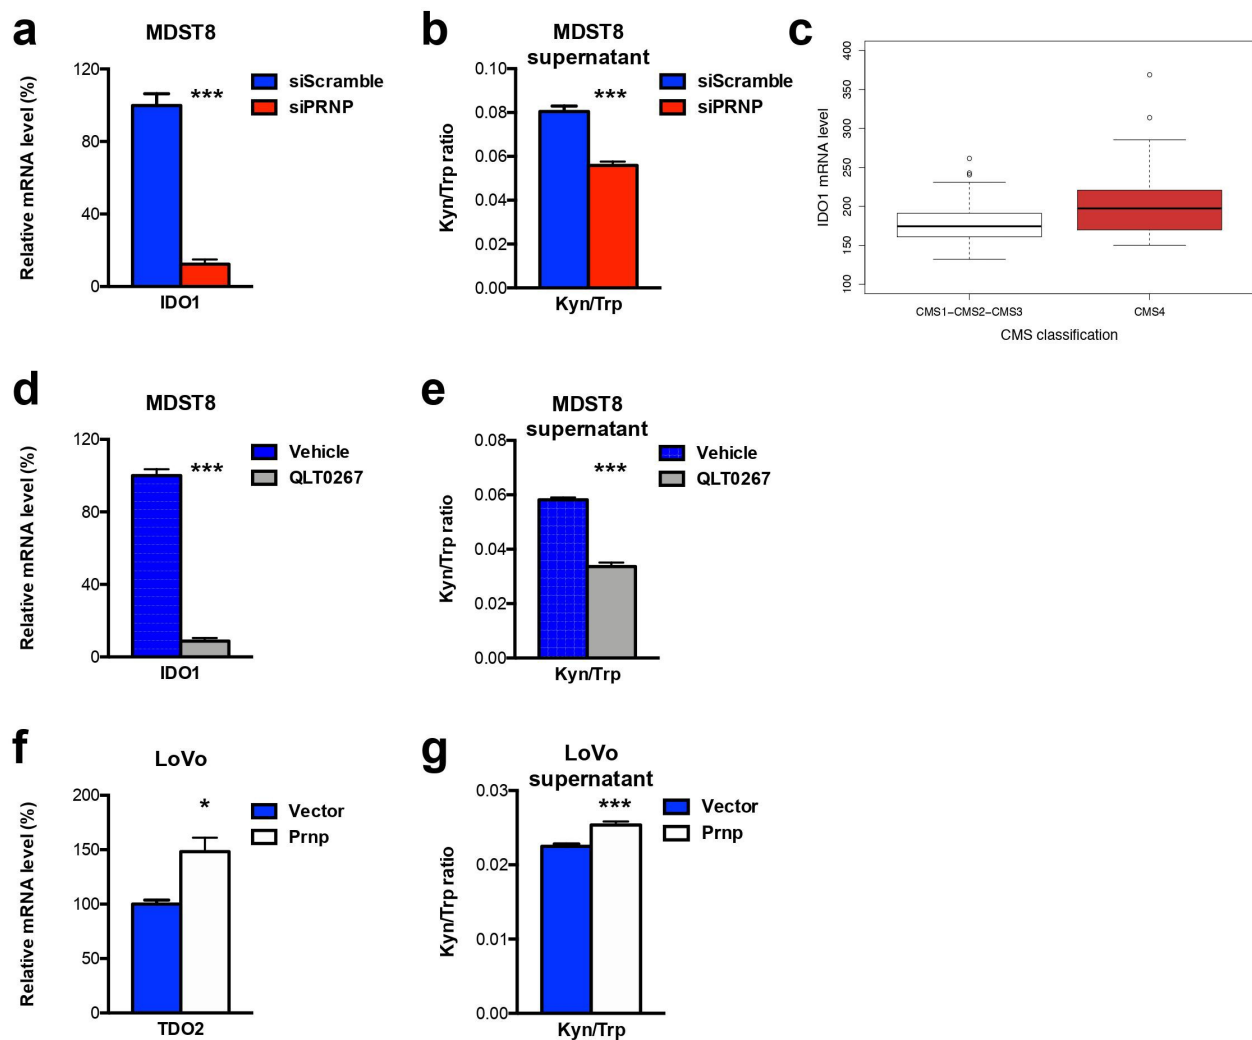 a
MDST8
Relative mRNA level (%)
120
80
40
0
***
IDO1
siScramble
siPRNP
b
MDST8
supernatant
Kyn/Trp ratio
0.10
0.08
0.06
0.04
0.02
0.00
***
Kyn/Trp
siScramble
siPRNP
c
IDO1 mRNA level
400
350
300
250
200
150
100
CMS1-CMS2-CMS3
CMS4
CMS classification
d
MDST8
Relative mRNA level (%)
120
80
40
0
***
IDO1
Vehicle
QLT0267
e
MDST8
supernatant
Kyn/Trp ratio
0.08
0.06
0.04
0.02
0.00
***
Kyn/Trp
Vehicle
QLT0267
f
LoVo
Relative mRNA level (%)
200
150
100
50
0
*
TDO2
Vector
Prnp
g
LoVo
supernatant
Kyn/Trp ratio
0.03
0.02
0.01
0.00
***
Kyn/Trp
Vector
Prnp